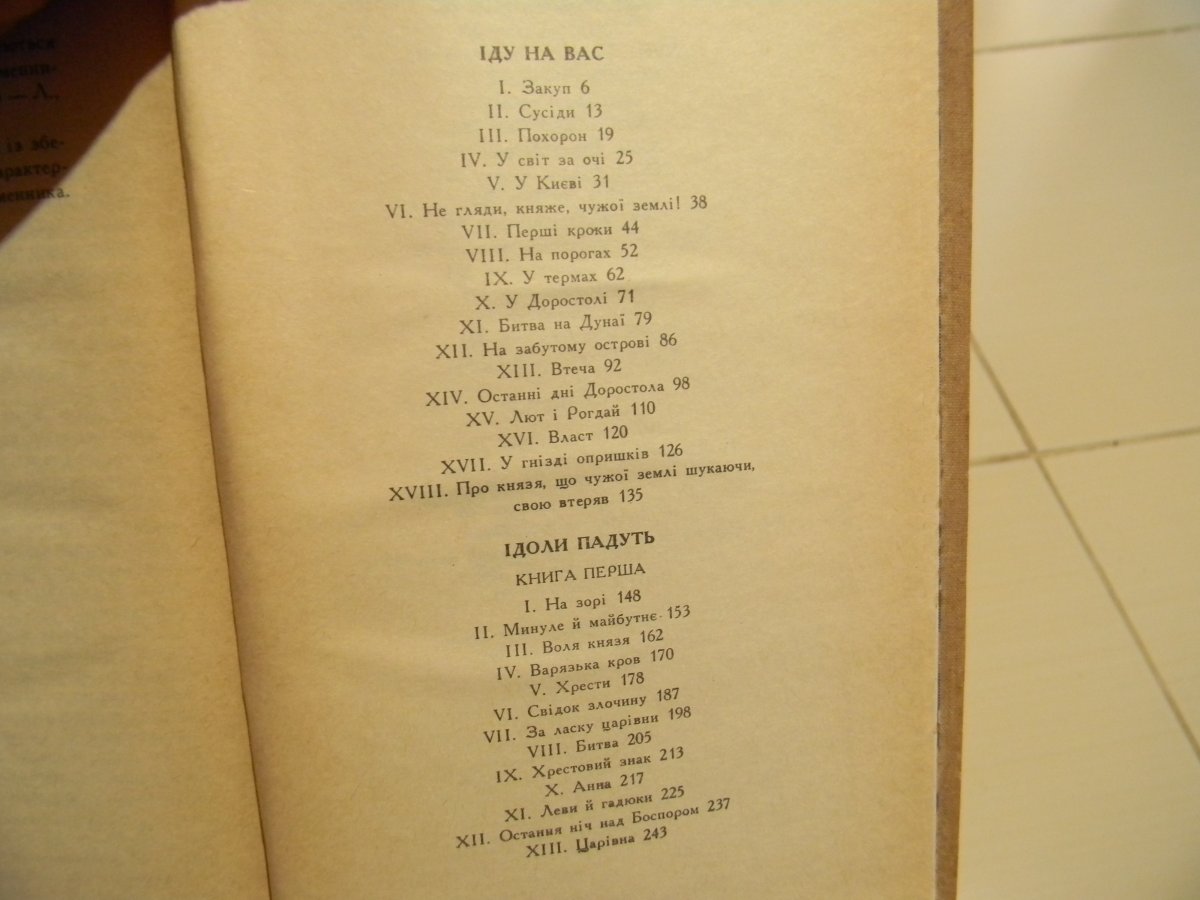 ються
менни-
— Л.,
із збе-
арактер-
менника.
ІДУ НА ВАС
I. Закуп 6
II. Сусіди 13
III. Похорон 19
IV. У світ за очі 25
V. У Києві 31
VI. Не гляди, княже, чужої землі! 38
VII. Перші кроки 44
VIII. На порогах 52
IX. У термах 62
X. У Доростолі 71
XI. Битва на Дунаї 79
XII. На забутому острові 86
XIII. Втеча 92
XIV. Останні дні Доростола 98
XV. Лют і Рогдай 110
XVI. Власт 120
XVII. У гнізді опришків 126
XVIII. Про князя, що чужої землі шукаючи,
свою втеряв 135
ІДОЛИ ПАДУТЬ
КНИГА ПЕРША
I. На зорі 148
II. Минуле й майбутнє 153
III. Воля князя 162
IV. Варязька кров 170
V. Хрести 178
VI. Свідок злочину 187
VII. За ласку царівни 198
VIII. Битва 205
IX. Хрестовий знак 213
X. Анна 217
XI. Леви й гадюки 225
XII. Остання ніч над Боспором 237
XIII. Царівна 243